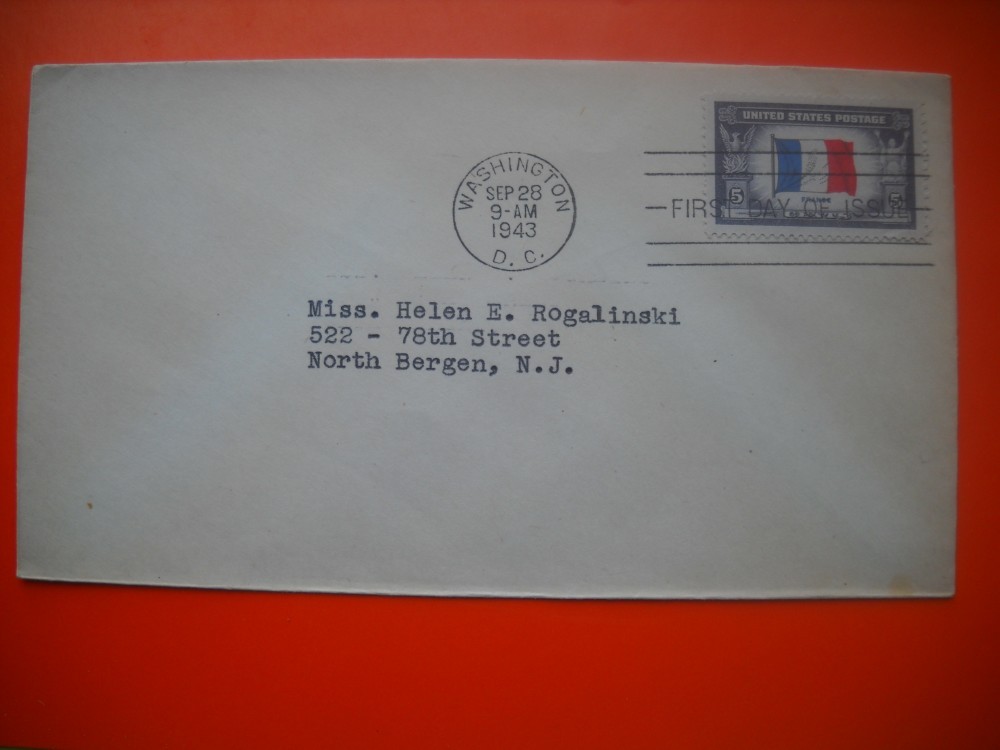 UNITED STATES POSTAGE
5¢ 5¢
FRANCE
WASHINGTON
SEP 28
9-AM
1943
D. C.
FIRST DAY OF ISSUE
Miss. Helen E. Rogalinski
522 - 78th Street
North Bergen, N.J.